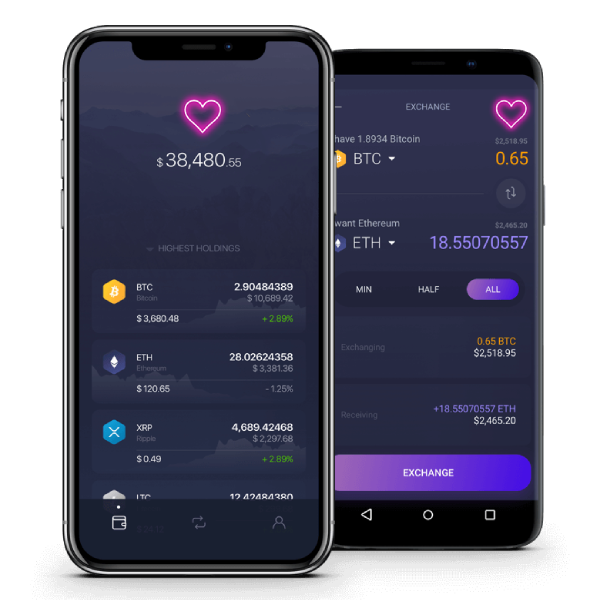 $38,480.55
HIGHEST HOLDINGS
BTC 2.90484389
Bitcoin $10,689.42
$3,680.48 +2.89%
ETH 28.02624358
Ethereum $3,381.36
$120.65 -1.25%
XRP 4,689.42468
Ripple $2,297.68
$0.49 +2.89%
LTC 12.42484380
EXCHANGE
have 1.8934 Bitcoin $2,518.95
BTC 0.65
want Ethereum $2,465.20
ETH 18.55070557
MIN HALF ALL
Exchanging 0.65 BTC
$2,518.95
Receiving +18.55070557 ETH
$2,465.20
EXCHANGE